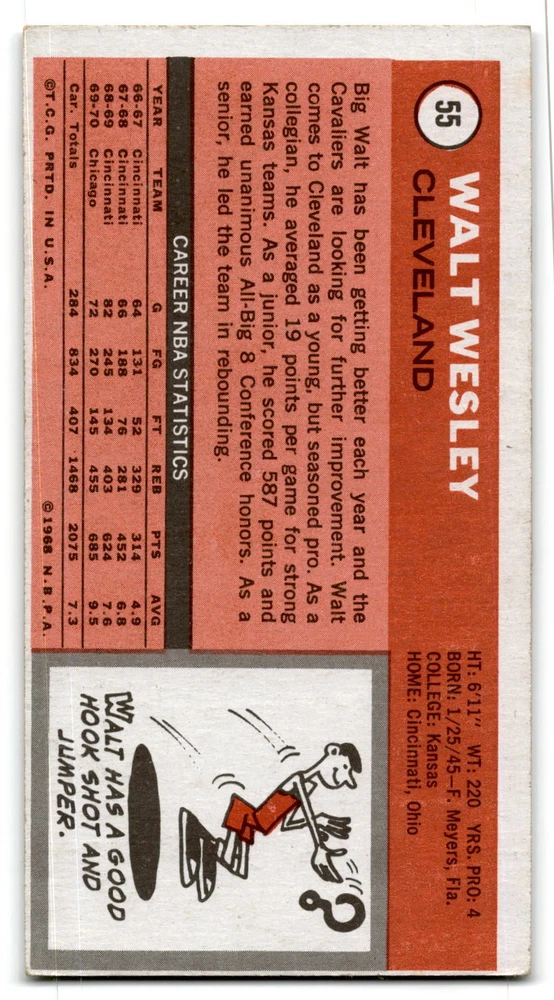 55
WALT WESLEY
CLEVELAND
HT: 6'11" WT: 220 YRS. PRO: 4
BORN: 1/25/45—F. Meyers, Fla.
COLLEGE: Kansas
HOME: Cincinnati, Ohio
Big Walt has been getting better each year and the
Cavaliers are looking for further improvement. Walt
comes to Cleveland as a young, but seasoned pro. As a
collegian, he averaged 19 points per game for strong
Kansas teams. As a junior, he scored 587 points and
earned unanimous All-Big 8 Conference honors. As a
senior, he led the team in rebounding.
CAREER NBA STATISTICS
YEAR TEAM G FG FT REB PTS AVG
66-67 Cincinnati 64 131 52 329 314 4.9
67-68 Cincinnati 66 188 76 281 452 6.8
68-69 Cincinnati 82 245 134 403 624 7.6
69-70 Chicago 72 270 145 455 685 9.5
Car. Totals 284 834 407 1468 2075 7.3
©T.C.G. PRTD. IN U.S.A. ©1968 N.B.P.A.
?
WALT HAS A GOOD
HOOK SHOT AND
JUMPER.